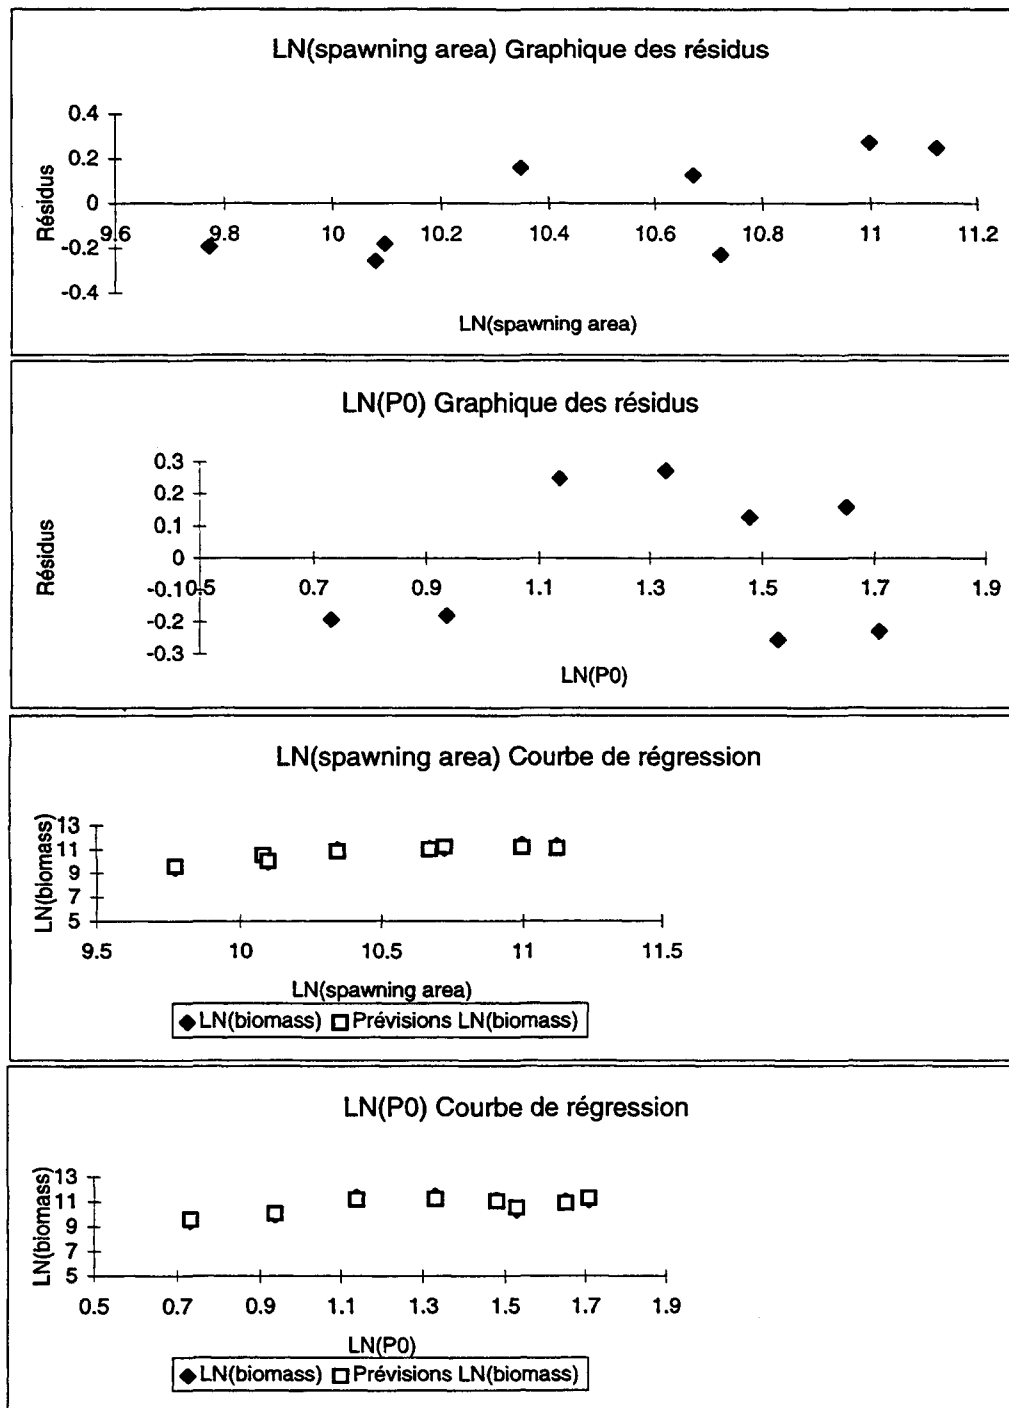 LN(spawning area) Graphique des résidus
0.4
0.2
0
-0.2
-0.4
Résidus
9.6 9.8 10 10.2 10.4 10.6 10.8 11 11.2
LN(spawning area)
LN(P0) Graphique des résidus
0.3
0.2
0.1
0
-0.1
-0.2
-0.3
Résidus
0.5 0.7 0.9 1.1 1.3 1.5 1.7 1.9
LN(P0)
LN(spawning area) Courbe de régression
LN(biomass)
13
11
9
7
5
9.5 10 10.5 11 11.5
LN(spawning area)
LN(biomass) Prévisions LN(biomass)
LN(P0) Courbe de régression
LN(biomass)
13
11
9
7
5
0.5 0.7 0.9 1.1 1.3 1.5 1.7 1.9
LN(P0)
LN(biomass) Prévisions LN(biomass)